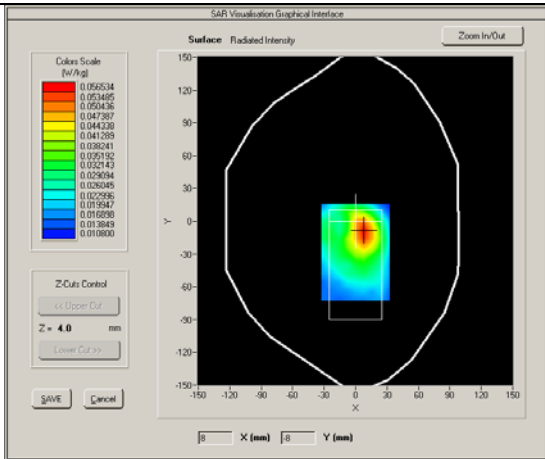 SAR Visualisation Graphical Interface
Surface Radiated Intensity
Zoom In/Out
Colors Scale
(W/kg)
0.056534
0.053485
0.050436
0.047387
0.044338
0.041289
0.038241
0.035192
0.032143
0.029094
0.026045
0.022996
0.019947
0.016898
0.013849
0.010800
Z-Cuts Control
<< Upper Cut
Z = 4.0 mm
Lower Cut >>
SAVE
Cancel
150
120
90
60
30
0
-30
-60
-90
-120
-150
Y
-150 -120 -90 -60 -30 0 30 60 90 120 150
X
8 X (mm) -8 Y (mm)